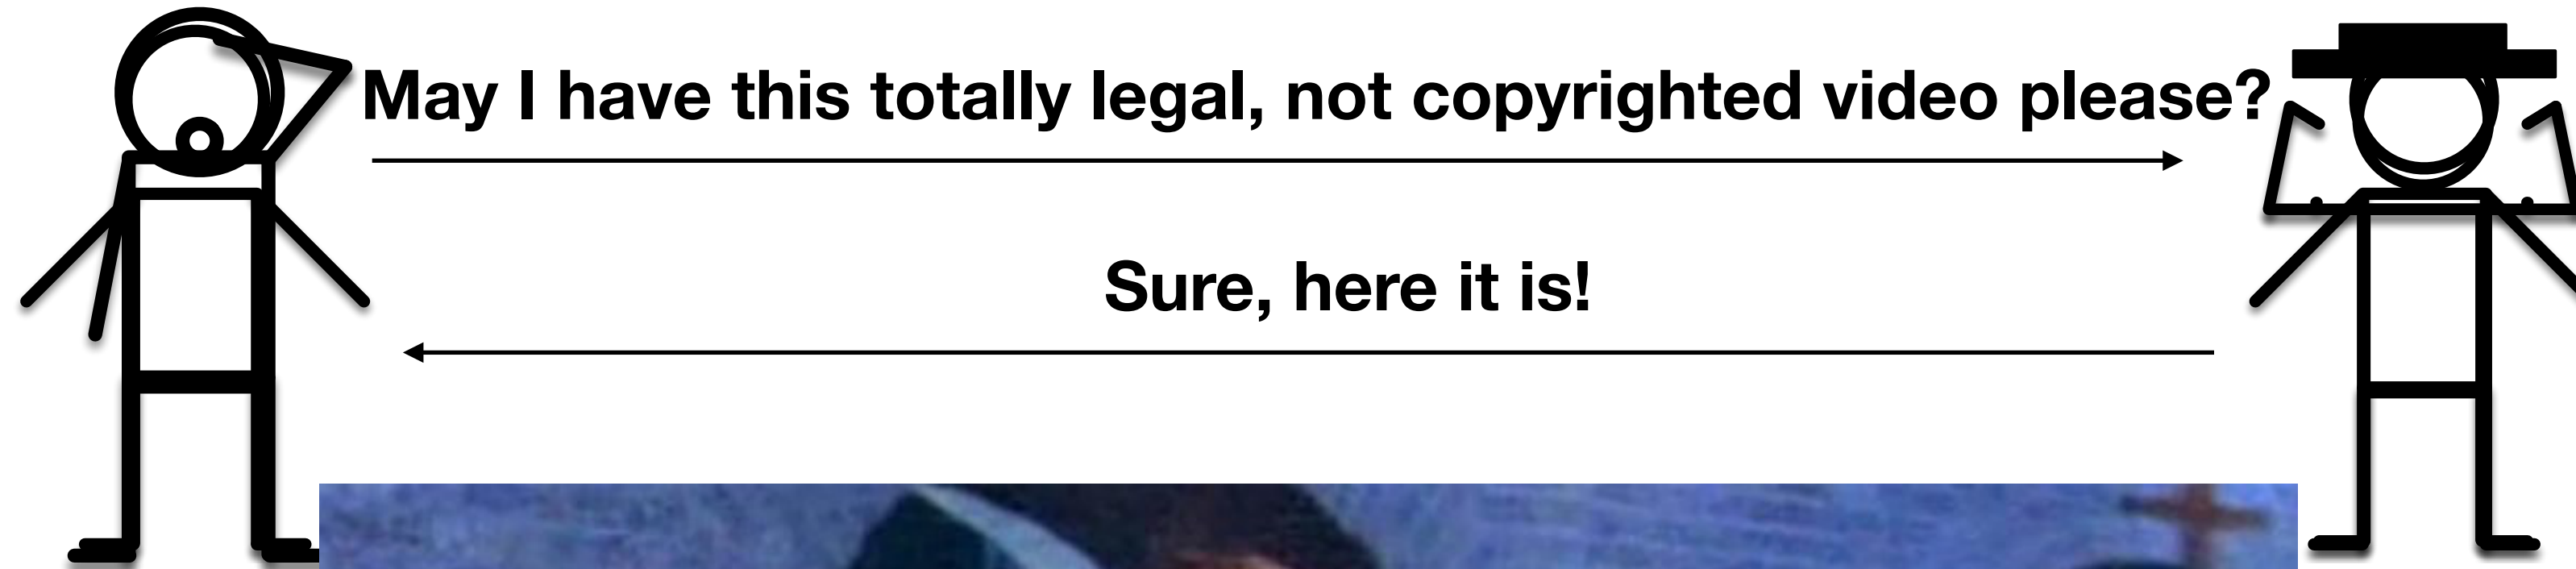 May I have this totally legal, not copyrighted video please?
Sure, here it is!